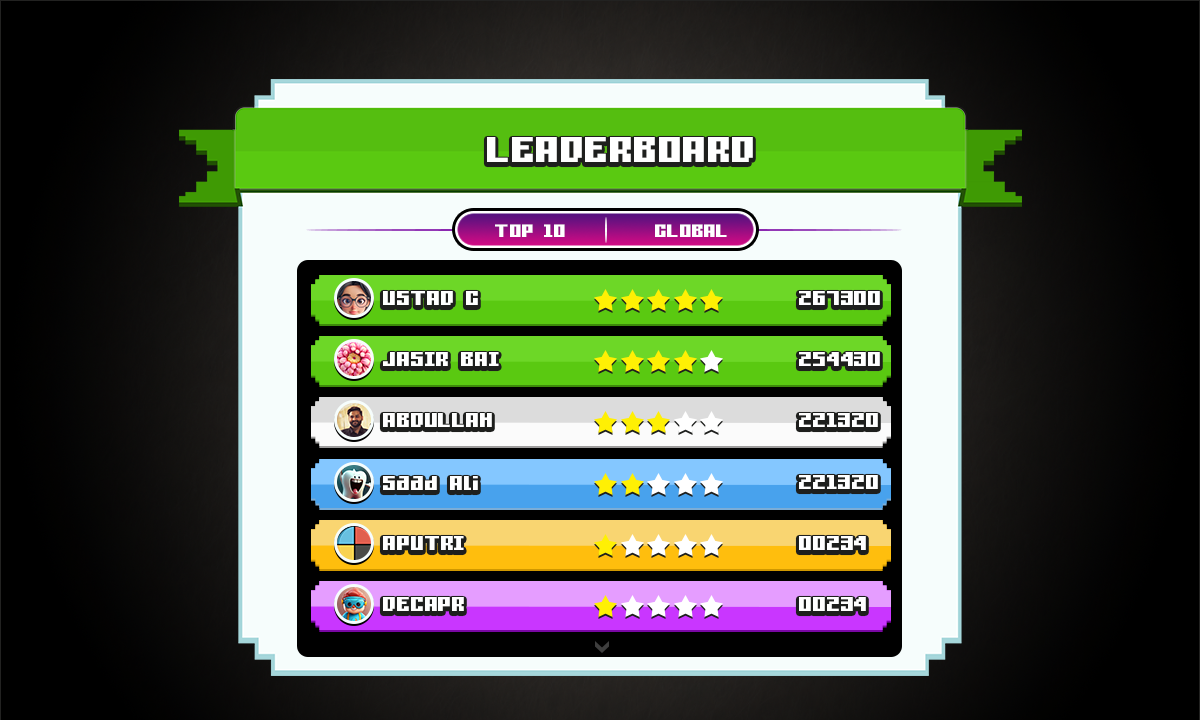 LEADERBOARD
TOP 10 GLOBAL
USTAD G 267300
JASIR BAI 254430
ABDULLAH 221320
Saad Ali 221320
APUTRI 00234
DECAPR 00234